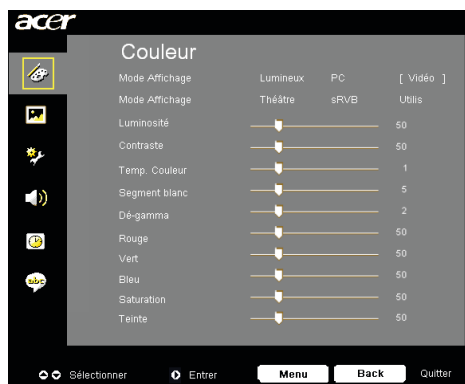 acer
Couleur
Mode Affichage Lumineux PC [ Vidéo ]
Mode Affichage Théâtre sRVB Utilis
Luminosité 50
Contraste 50
Temp. Couleur 1
Segment blanc 5
Dé-gamma 2
Rouge 50
Vert 50
Bleu 50
Saturation 50
Teinte 50
abc
Sélectionner Entrer Menu Back Quitter